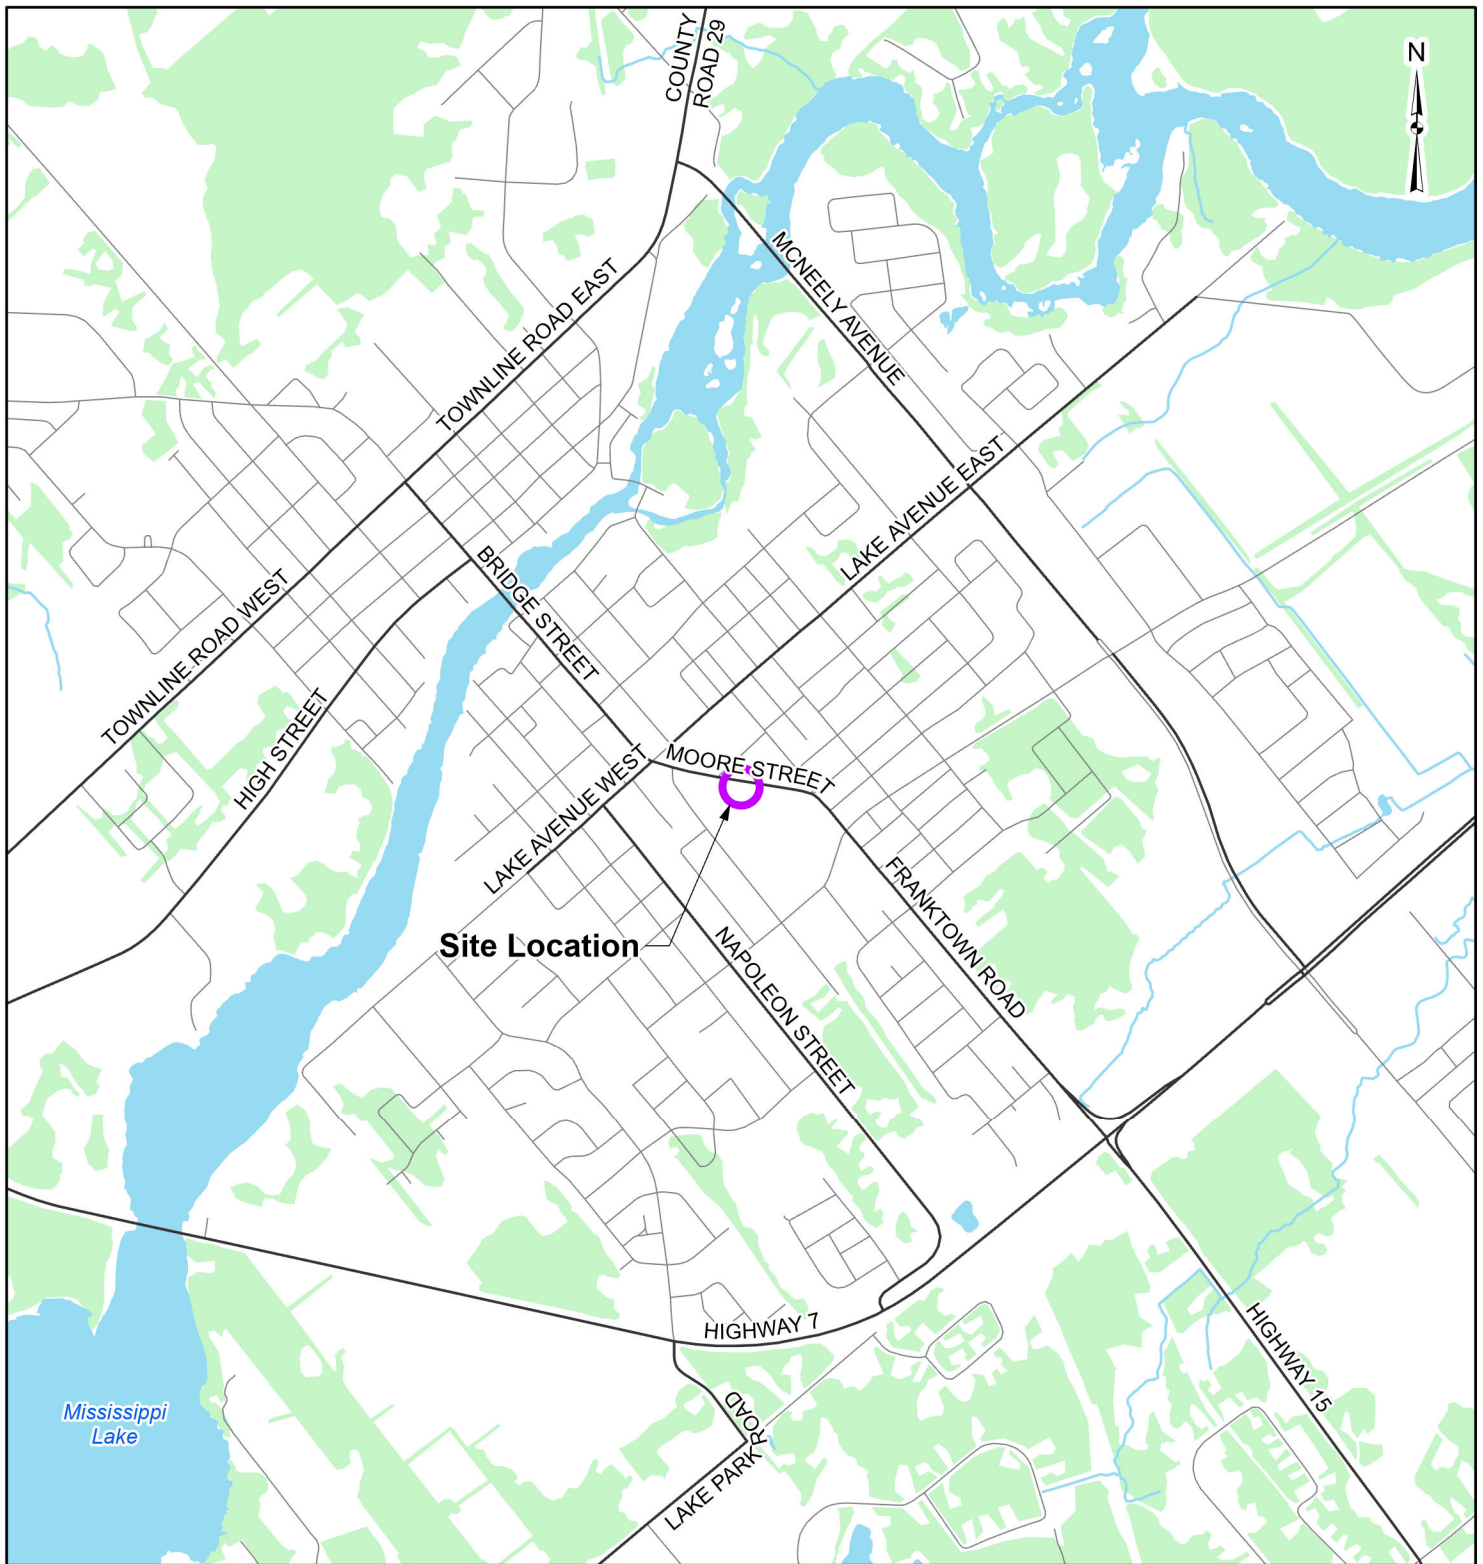 COUNTY
ROAD 29
N
MCNEELY AVENUE
TOWNLINE ROAD EAST
LAKE AVENUE EAST
BRIDGE STREET
TOWNLINE ROAD WEST
HIGH STREET
MOORE STREET
LAKE AVENUE WEST
FRANKTOWN ROAD
Site Location
NAPOLEON STREET
HIGHWAY 7
HIGHWAY 15
Mississippi
Lake
LAKE PARK ROAD